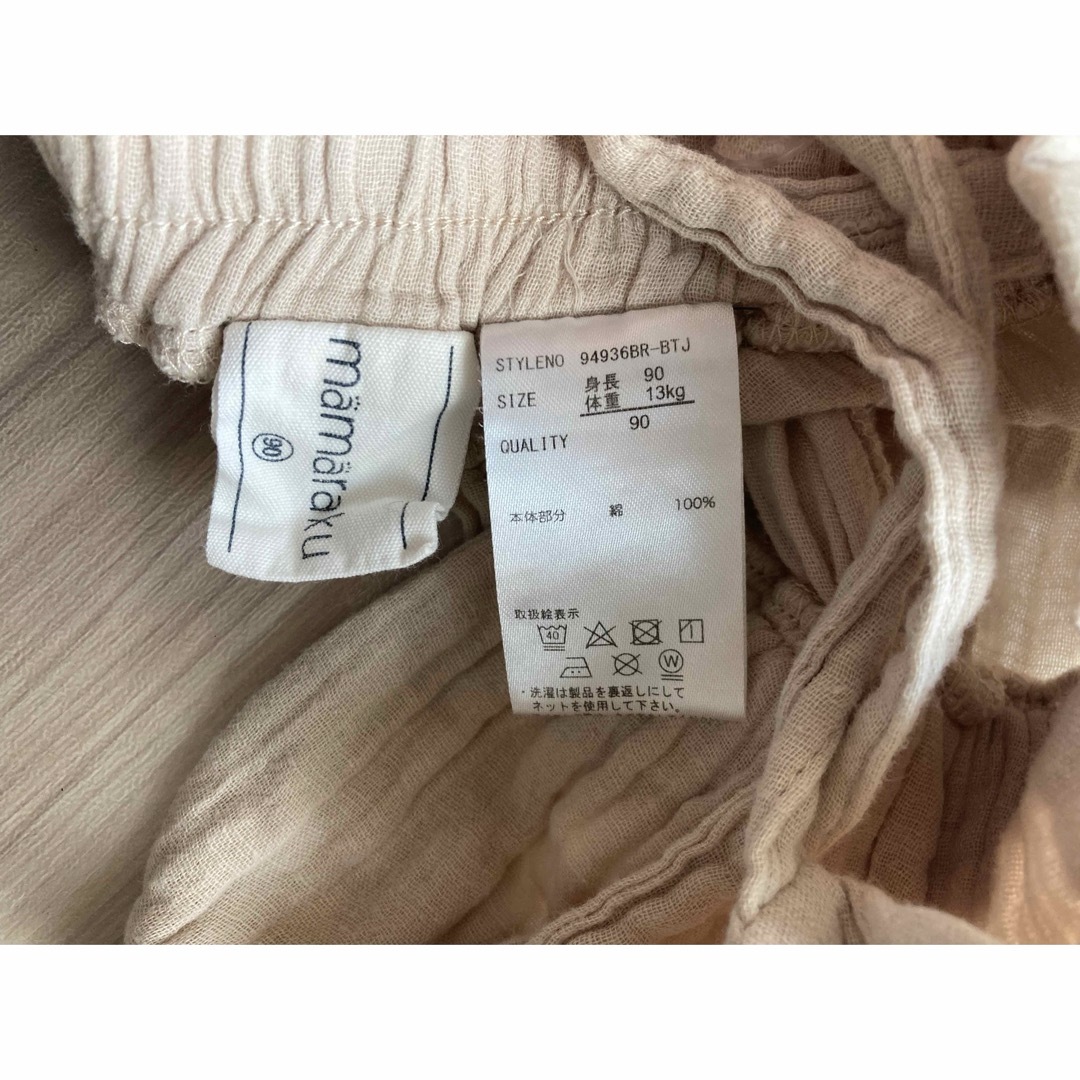 mämäräku
90
STYLENO 94936BR-BTJ
SIZE 身長 90
体重 13kg
90
QUALITY
本体部分 綿 100%
取扱絵表示
40
W
・洗濯は製品を裏返しにして
ネットを使用して下さい。